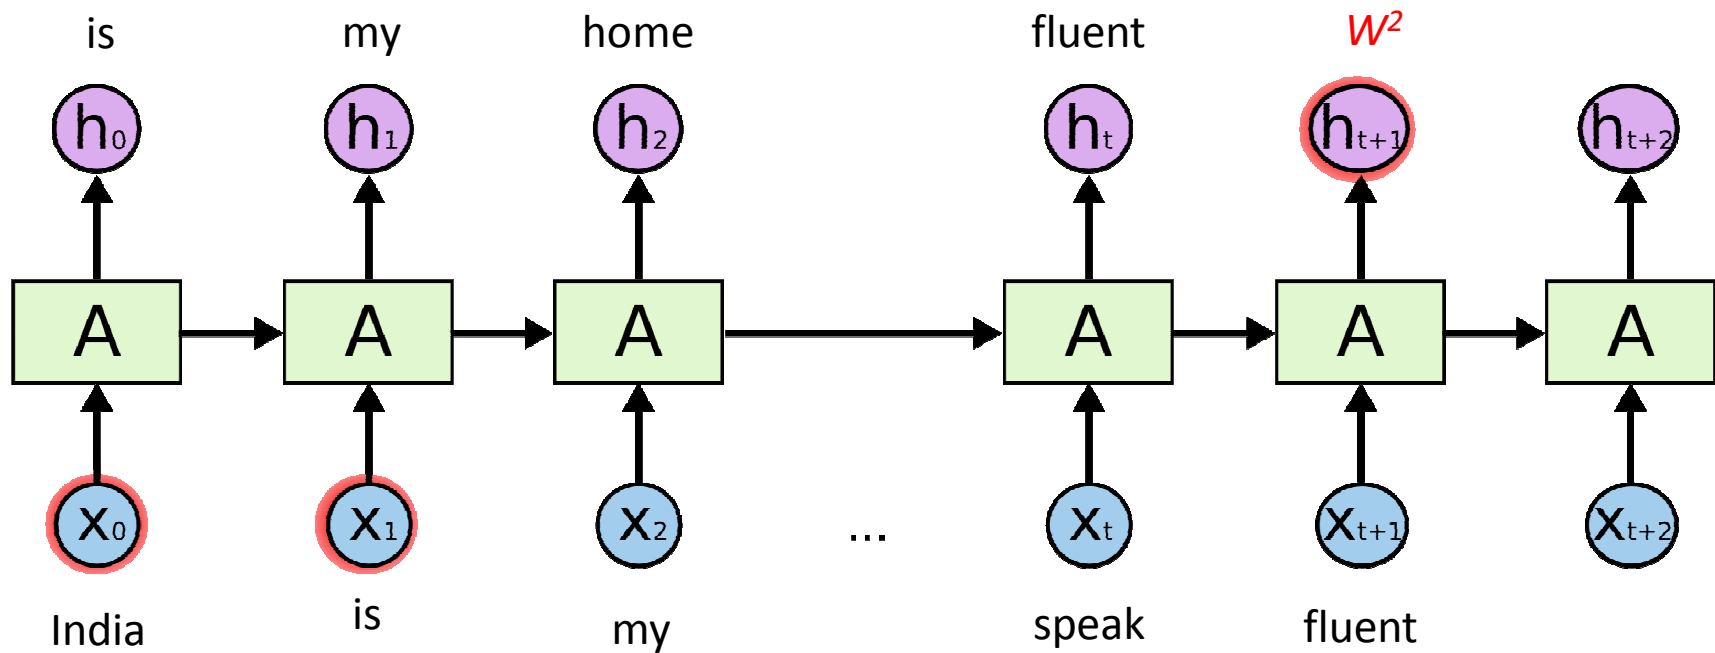 is my home fluent W²
h₀ h₁ h₂ hₜ hₜ₊₁ hₜ₊₂
A A A A A A
x₀ x₁ x₂ ... xₜ xₜ₊₁ xₜ₊₂
India is my speak fluent